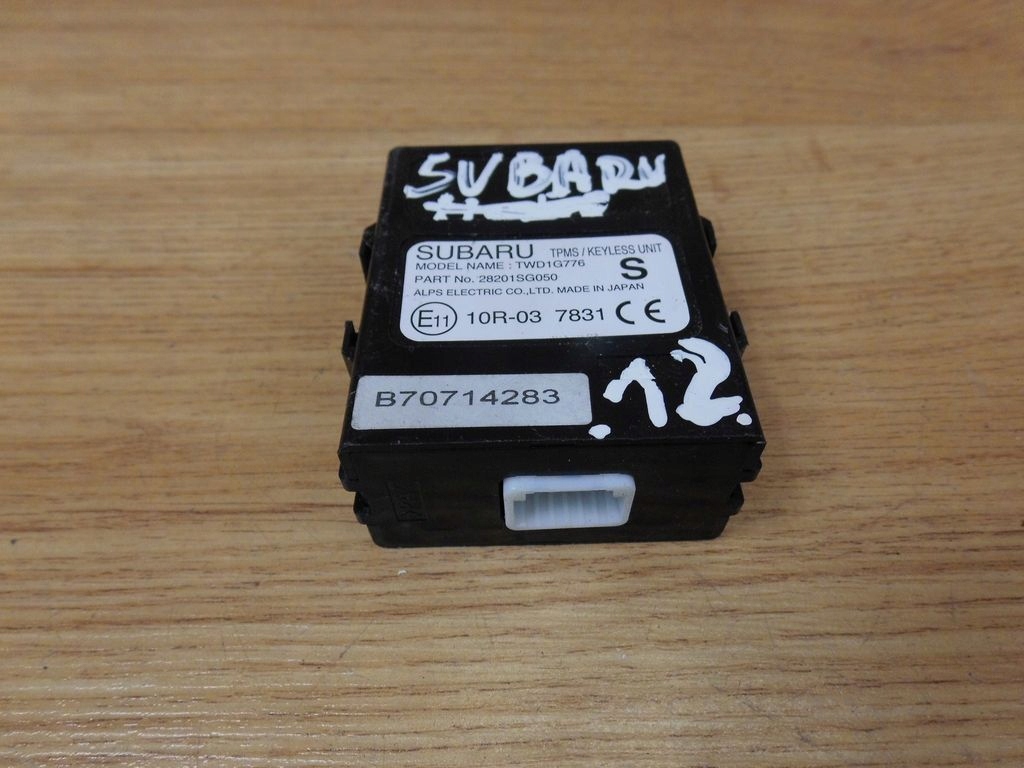 SUBARU
SUBARU TPMS / KEYLESS UNIT
MODEL NAME : TWD1G776
PART No. 28201SG050 S
ALPS ELECTRIC CO.,LTD. MADE IN JAPAN
E11 10R-03 7831 CE
B70714283
.12.